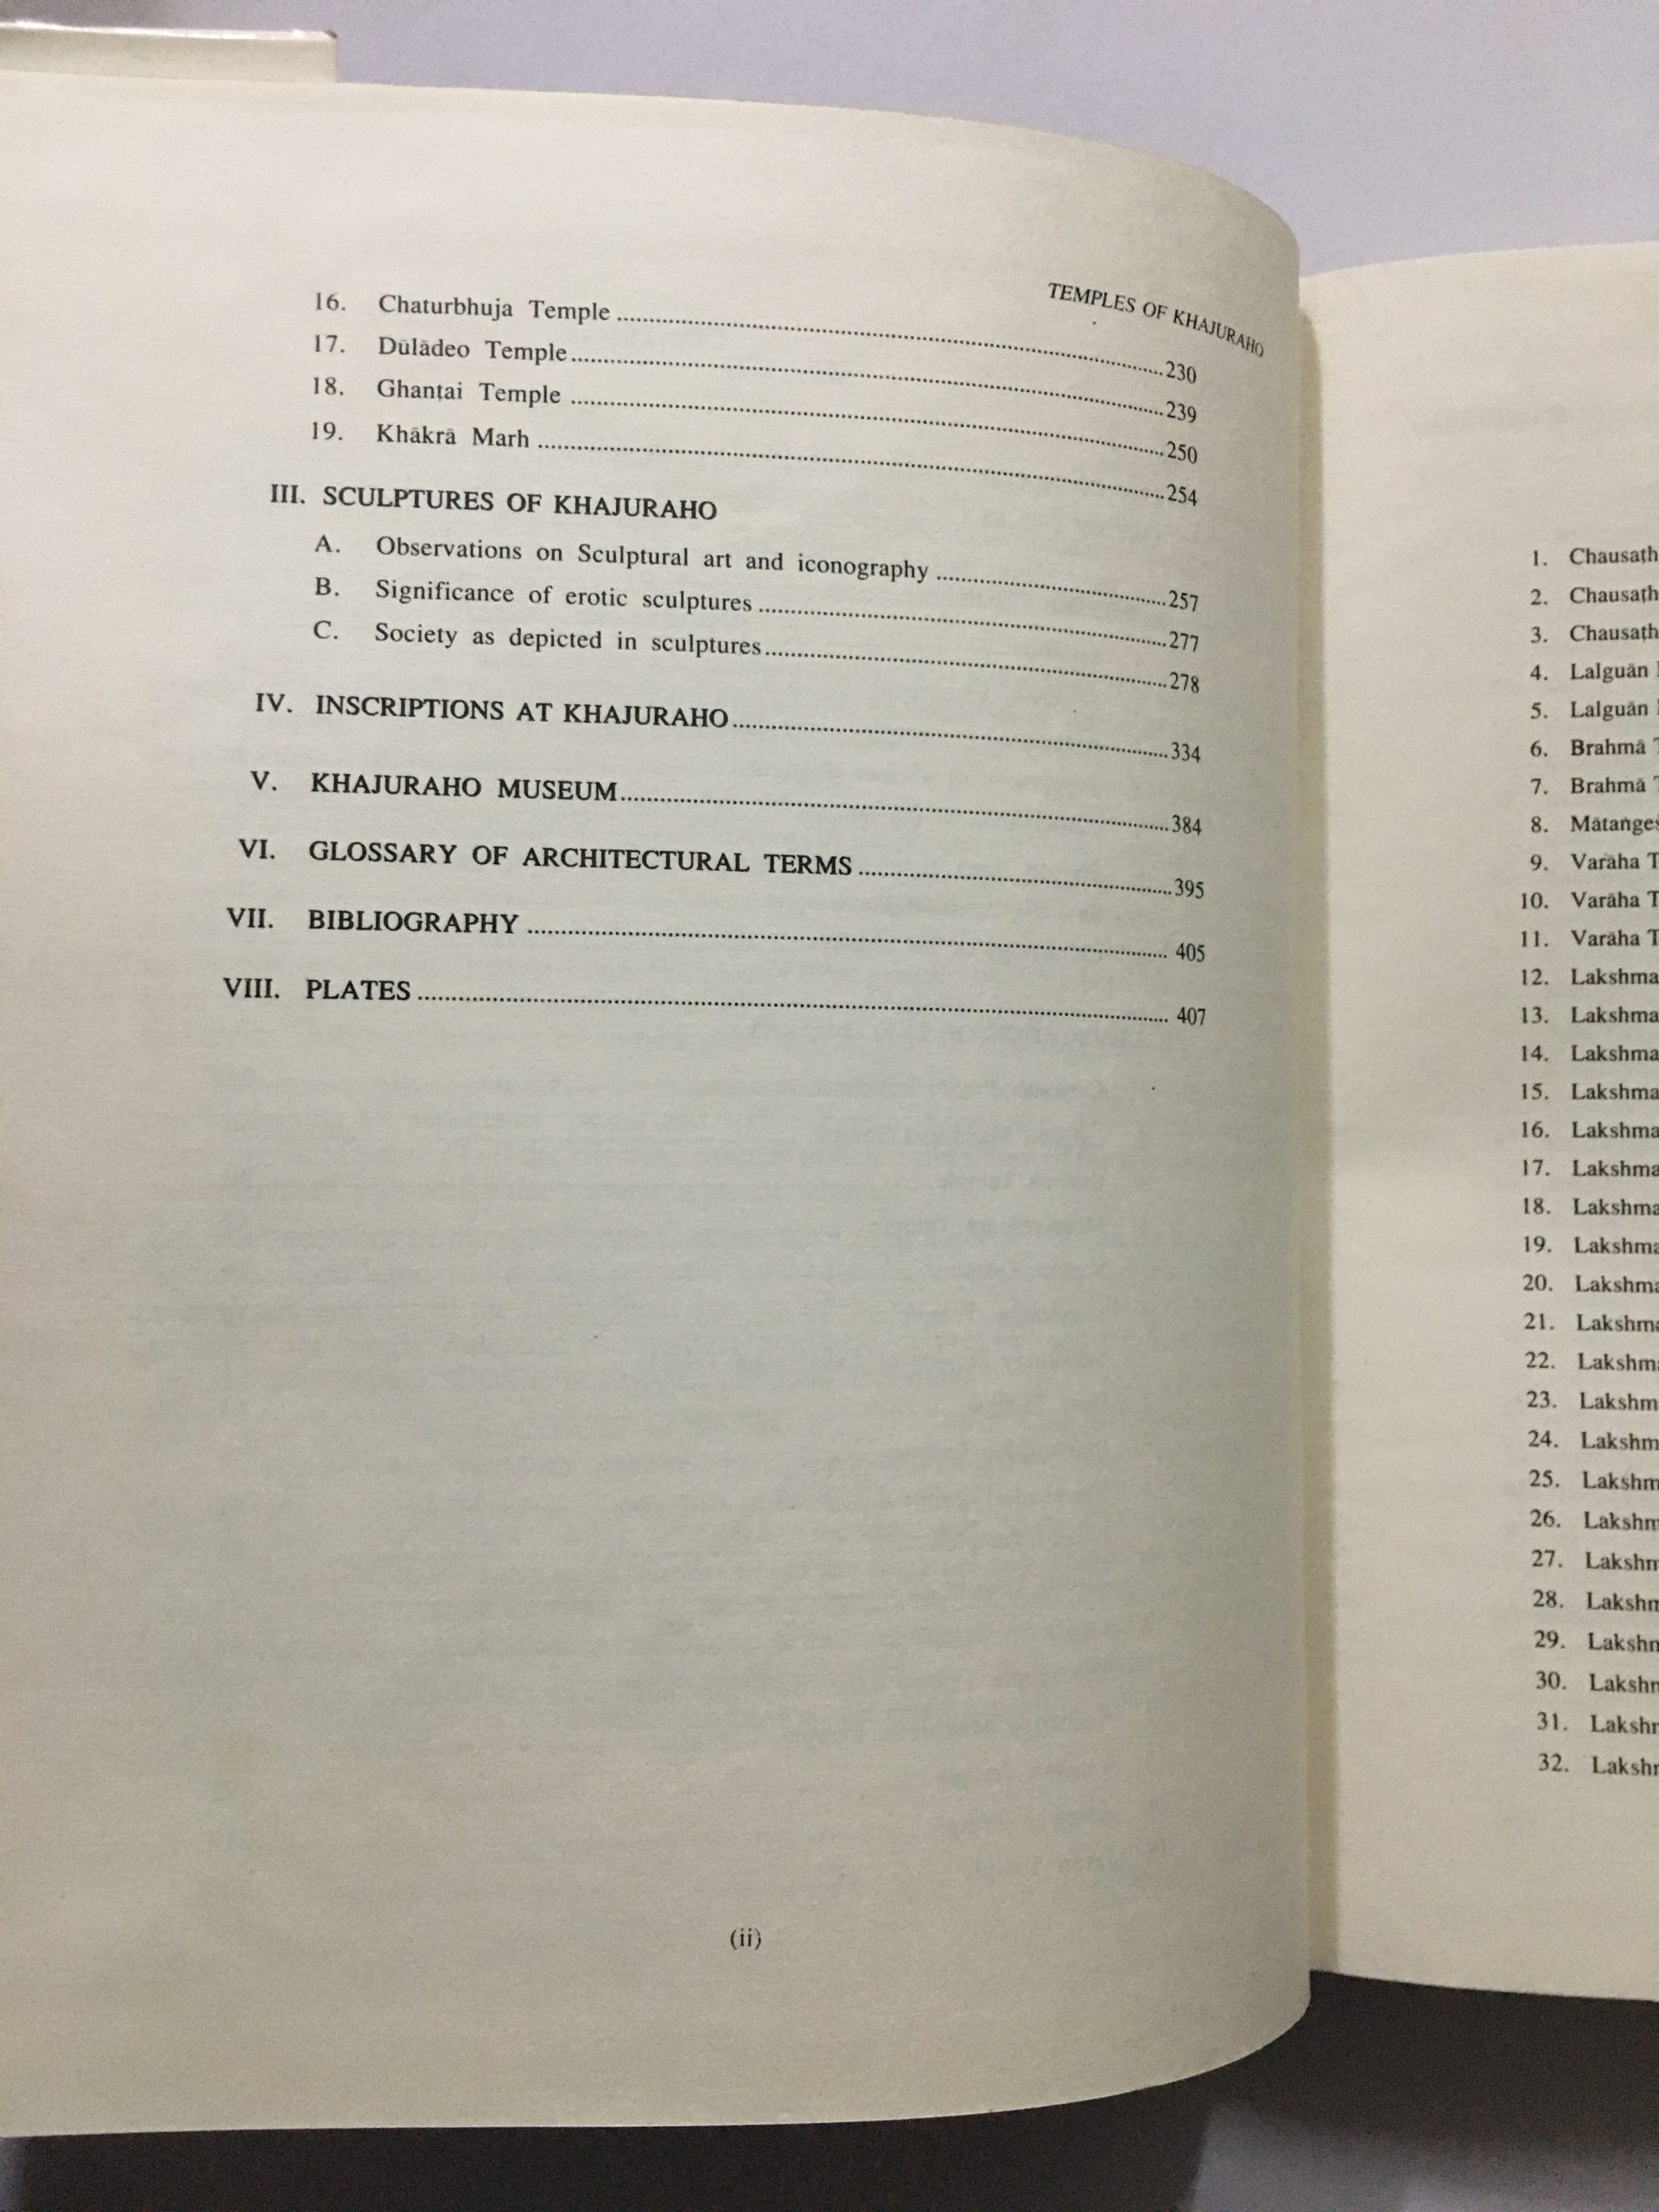 TEMPLES OF KHAJURAHO
16. Chaturbhuja Temple ........ 230
17. Dūlādeo Temple ........ 239
18. Ghanṭai Temple ........ 250
19. Khākrā Marh ........ 254
III. SCULPTURES OF KHAJURAHO
A. Observations on Sculptural art and iconography ........ 257
B. Significance of erotic sculptures ........ 277
C. Society as depicted in sculptures ........ 278
IV. INSCRIPTIONS AT KHAJURAHO ........ 334
V. KHAJURAHO MUSEUM ........ 384
VI. GLOSSARY OF ARCHITECTURAL TERMS ........ 395
VII. BIBLIOGRAPHY ........ 405
VIII. PLATES ........ 407
(ii)
1. Chausaṭh
2. Chausaṭh
3. Chausaṭh
4. Lalguān
5. Lalguān
6. Brahmā T
7. Brahmā T
8. Mātaṅgeś
9. Varāha T
10. Varāha T
11. Varāha T
12. Lakshma
13. Lakshma
14. Lakshma
15. Lakshma
16. Lakshma
17. Lakshma
18. Lakshma
19. Lakshma
20. Lakshma
21. Lakshma
22. Lakshma
23. Lakshm
24. Lakshm
25. Lakshm
26. Lakshm
27. Lakshm
28. Lakshm
29. Lakshn
30. Lakshn
31. Lakshr
32. Lakshr